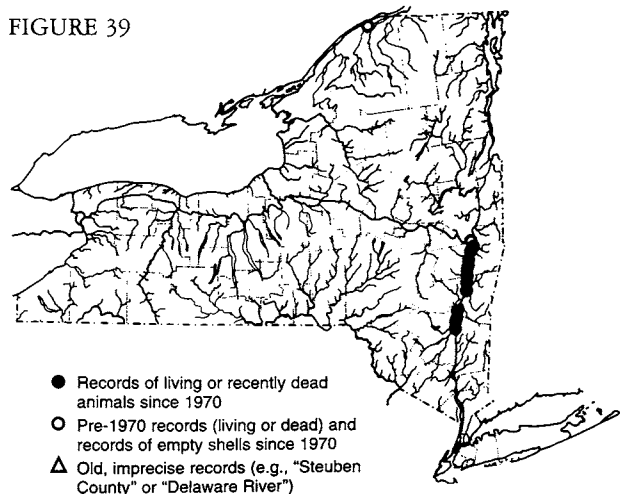 FIGURE 39
● Records of living or recently dead
animals since 1970
○ Pre-1970 records (living or dead) and
records of empty shells since 1970
△ Old, imprecise records (e.g., "Steuben
County" or "Delaware River")